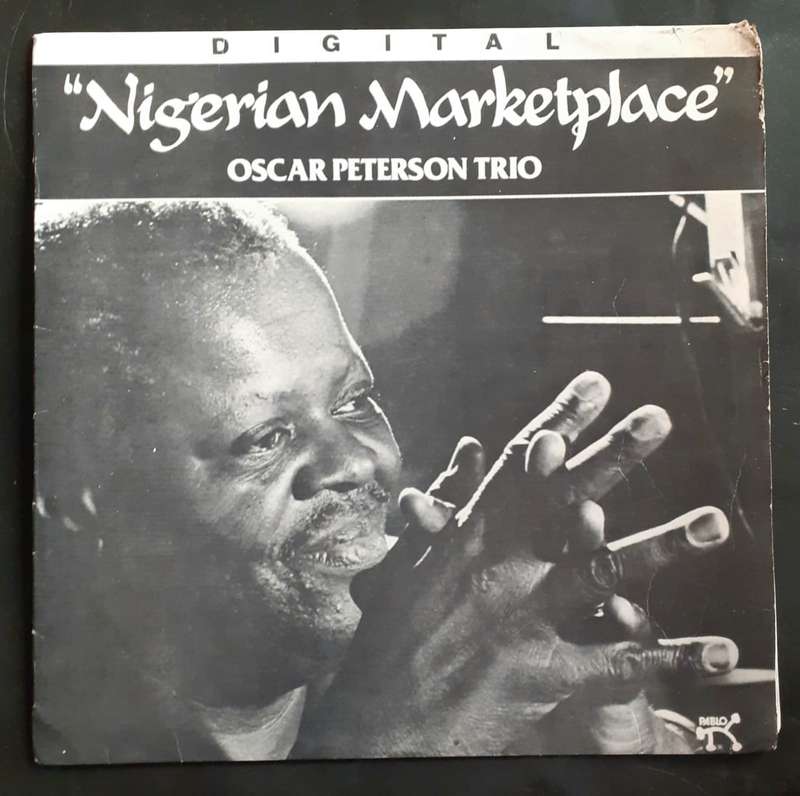 DIGITAL
“Nigerian Marketplace”
OSCAR PETERSON TRIO
PABLO